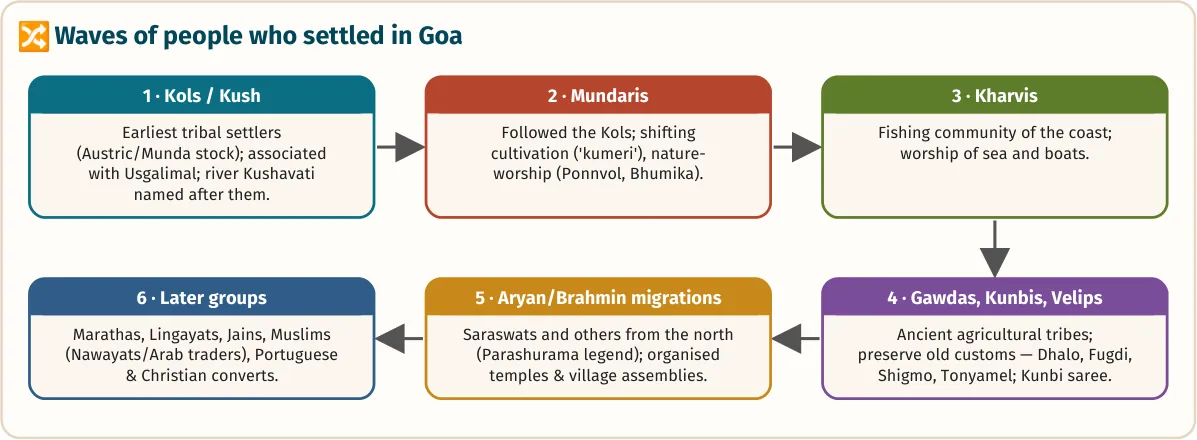 Waves of people who settled in Goa
1 · Kols / Kush
Earliest tribal settlers
(Austric/Munda stock); associated
with Usgalimal; river Kushavati
named after them.
2 · Mundaris
Followed the Kols; shifting
cultivation ('kumeri'), nature-
worship (Ponnvol, Bhumika).
3 · Kharvis
Fishing community of the coast;
worship of sea and boats.
4 · Gawdas, Kunbis, Velips
Ancient agricultural tribes;
preserve old customs — Dhalo, Fugdi,
Shigmo, Tonyamel; Kunbi saree.
5 · Aryan/Brahmin migrations
Saraswats and others from the north
(Parashurama legend); organised
temples & village assemblies.
6 · Later groups
Marathas, Lingayats, Jains, Muslims
(Nawayats/Arab traders), Portuguese
& Christian converts.